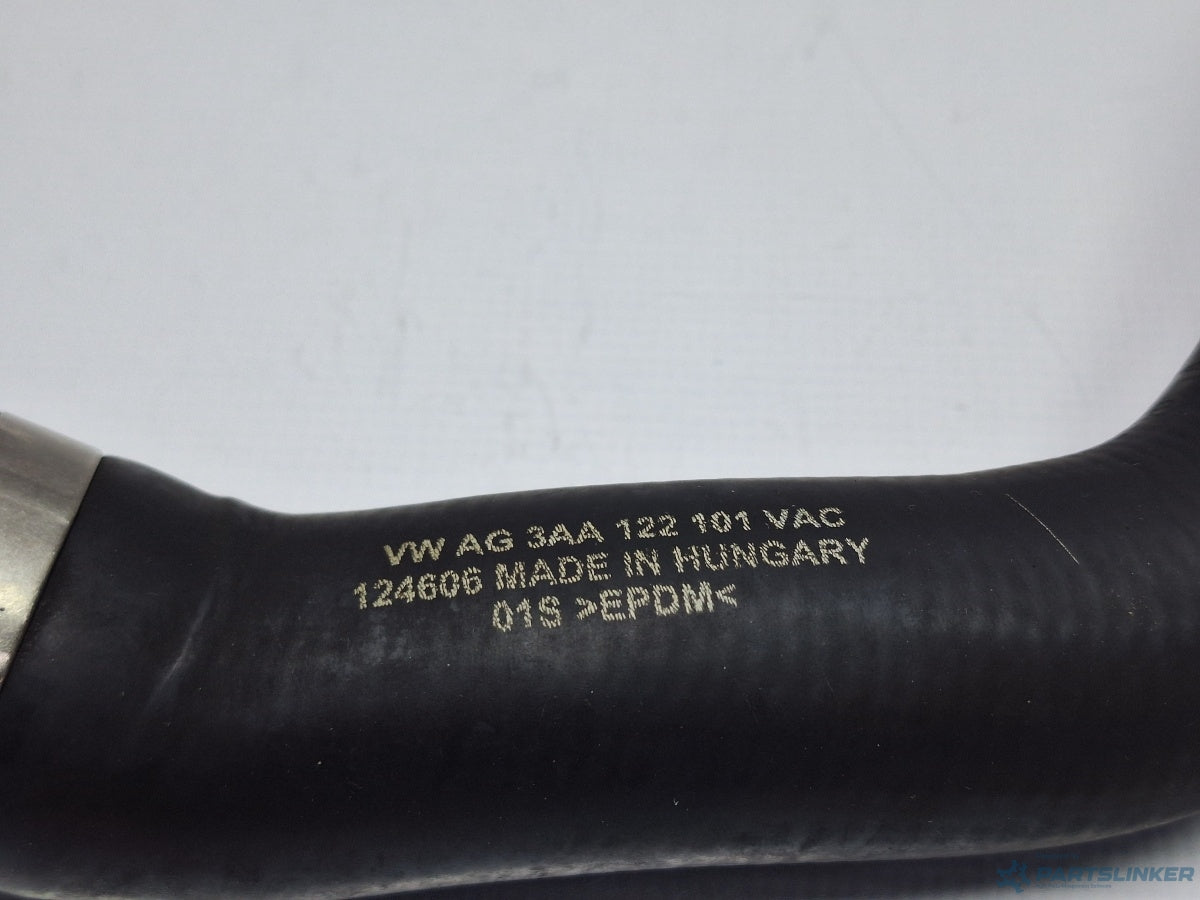 VW AG 3AA 122 101 VAC
124606 MADE IN HUNGARY
01S >EPDM<
PARTSLINKER